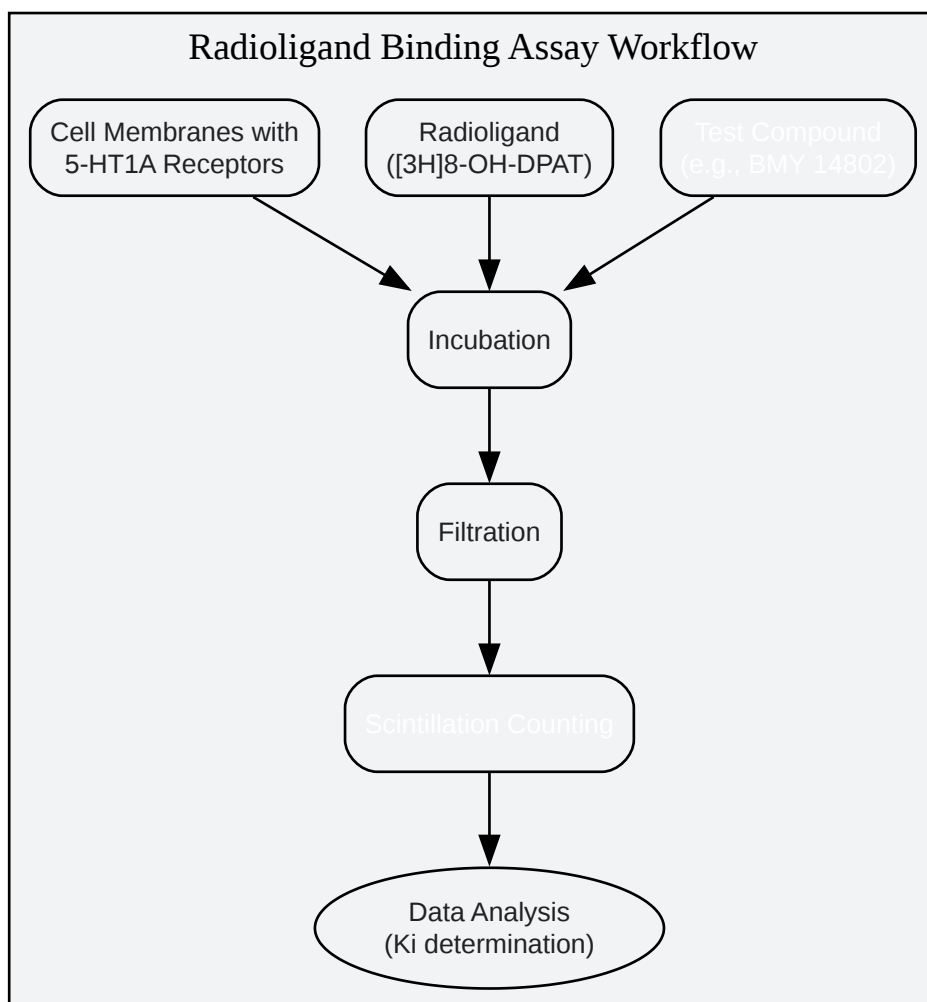 Radioligand Binding Assay Workflow
Cell Membranes with
5-HT1A Receptors
Radioligand
([3H]8-OH-DPAT)
Test Compound
(e.g., BMY 14802)
Incubation
Filtration
Scintillation Counting
Data Analysis
(Ki determination)